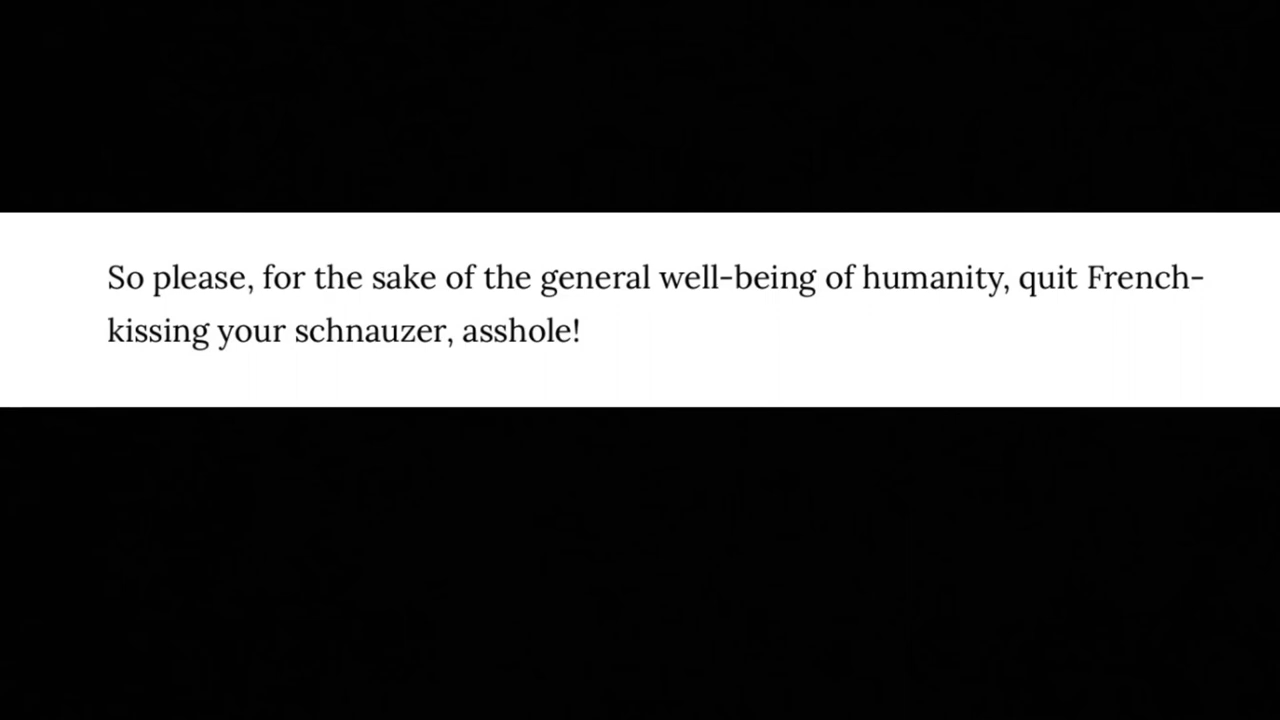 So please, for the sake of the general well-being of humanity, quit French-
kissing your schnauzer, asshole!